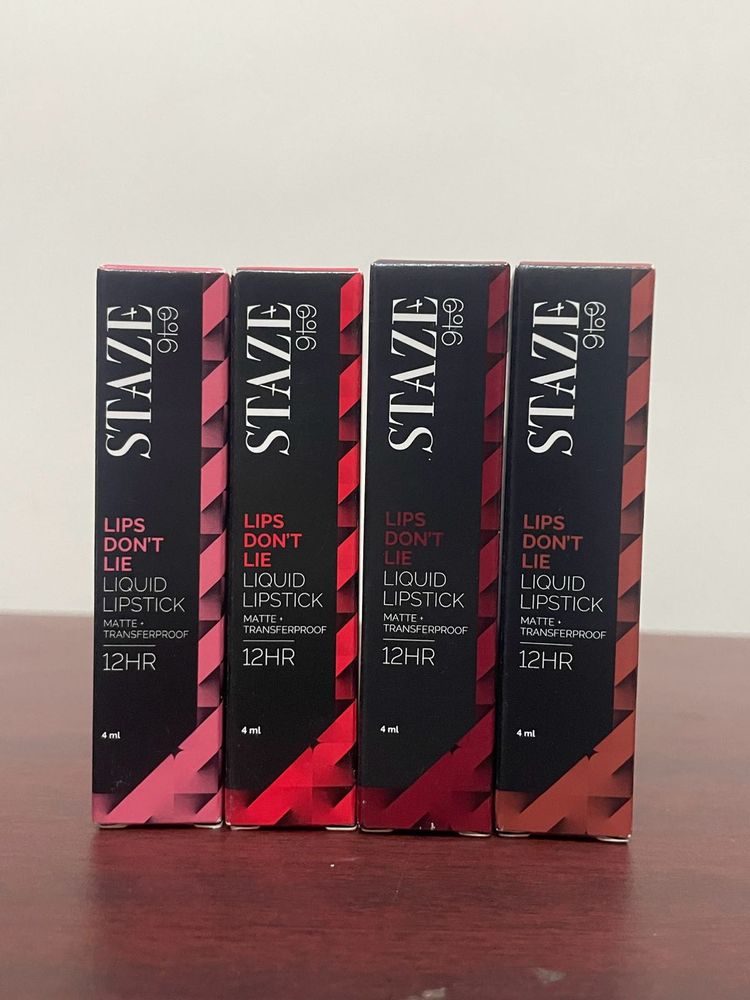 STAZE
9to9
LIPS
DON'T
LIE
LIQUID
LIPSTICK
MATTE +
TRANSFERPROOF
12HR
4 ml
STAZE
9to9
LIPS
DON'T
LIE
LIQUID
LIPSTICK
MATTE +
TRANSFERPROOF
12HR
4 ml
STAZE
9to9
LIPS
DON'T
LIE
LIQUID
LIPSTICK
MATTE +
TRANSFERPROOF
12HR
4 ml
STAZE
9to9
LIPS
DON'T
LIE
LIQUID
LIPSTICK
MATTE +
TRANSFERPROOF
12HR
4 ml